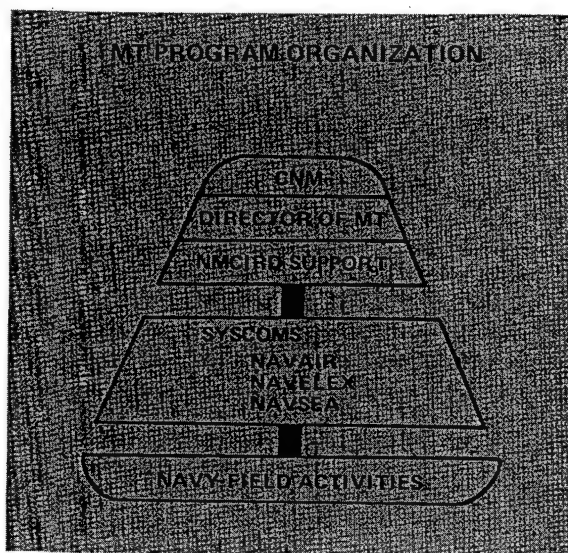 MT PROGRAM ORGANIZATION
CNM
DIRECTOR OF MT
NMCIRD SUPPORT
SYSCOMS
NAVAIR
NAVELEX
NAVSEA
NAVY FIELD ACTIVITIES